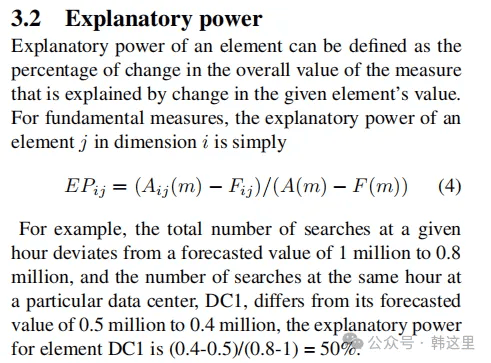 3.2 Explanatory power
Explanatory power of an element can be defined as the
percentage of change in the overall value of the measure
that is explained by change in the given element's value.
For fundamental measures, the explanatory power of an
element j in dimension i is simply
EP_{ij} = (A_{ij}(m) − F_{ij})/(A(m) − F(m)) (4)
For example, the total number of searches at a given
hour deviates from a forecasted value of 1 million to 0.8
million, and the number of searches at the same hour at
a particular data center, DC1, differs from its forecasted
value of 0.5 million to 0.4 million, the explanatory power
for element DC1 is (0.4-0.5)/(0.8-1) = 50%.
公众号 · 韩这里